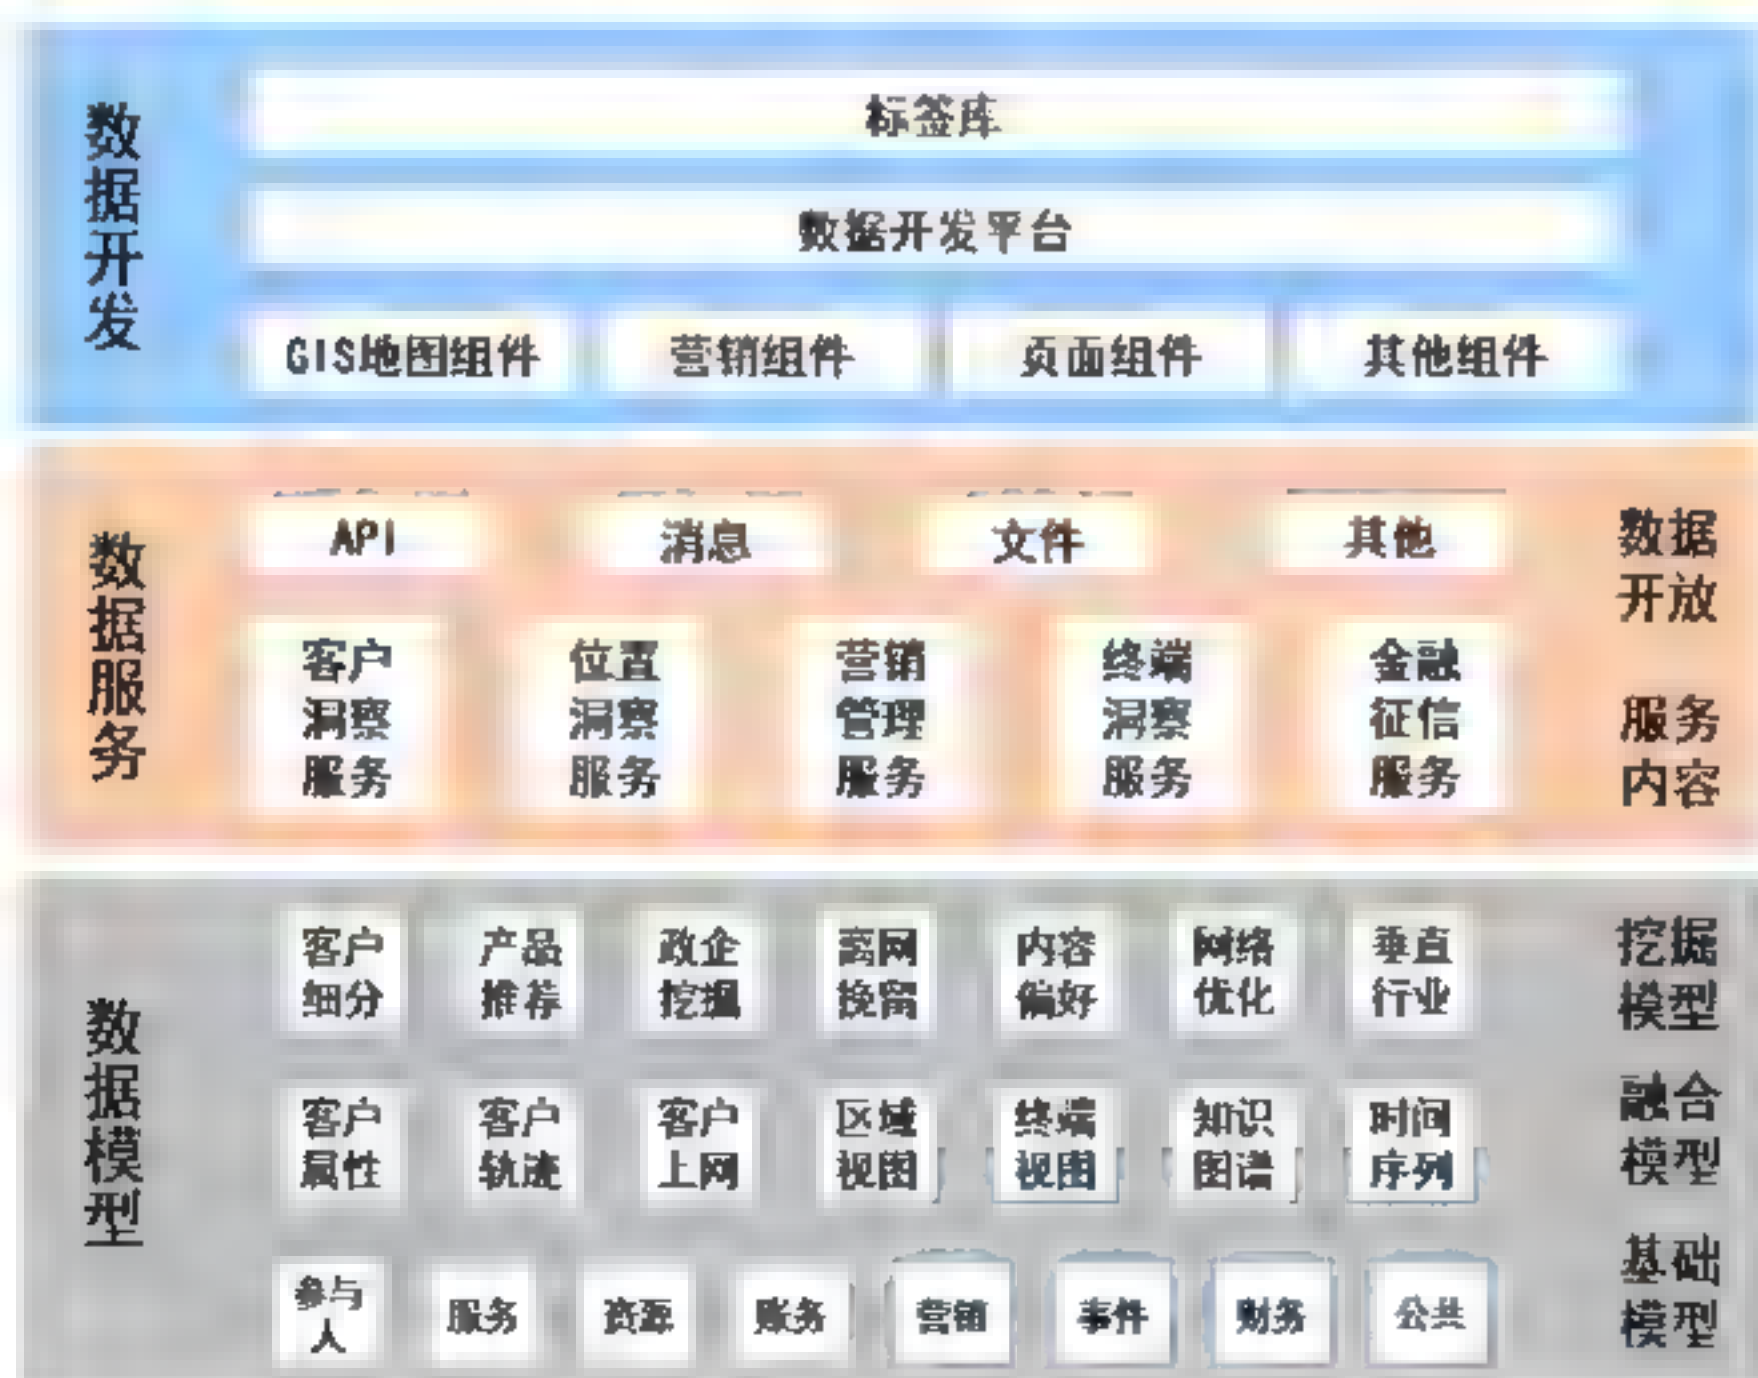 数据开发
标签库
数据开发平台
GIS地图组件 营销组件 页面组件 其他组件
数据服务
API 消息 文件 其他
数据
开放
客户 位置 营销 终端 金融
洞察 洞察 管理 洞察 征信
服务 服务 服务 服务 服务
服务
内容
数据模型
客户 产品 政企 离网 内容 网络 垂直
细分 推荐 挖掘 挽留 偏好 优化 行业
挖掘
模型
客户 客户 客户 区域 终端 知识 时间
属性 轨迹 上网 视图 视图 图谱 序列
融合
模型
参与
人
服务 资源 账务 营销 事件 财务 公共
基础
模型